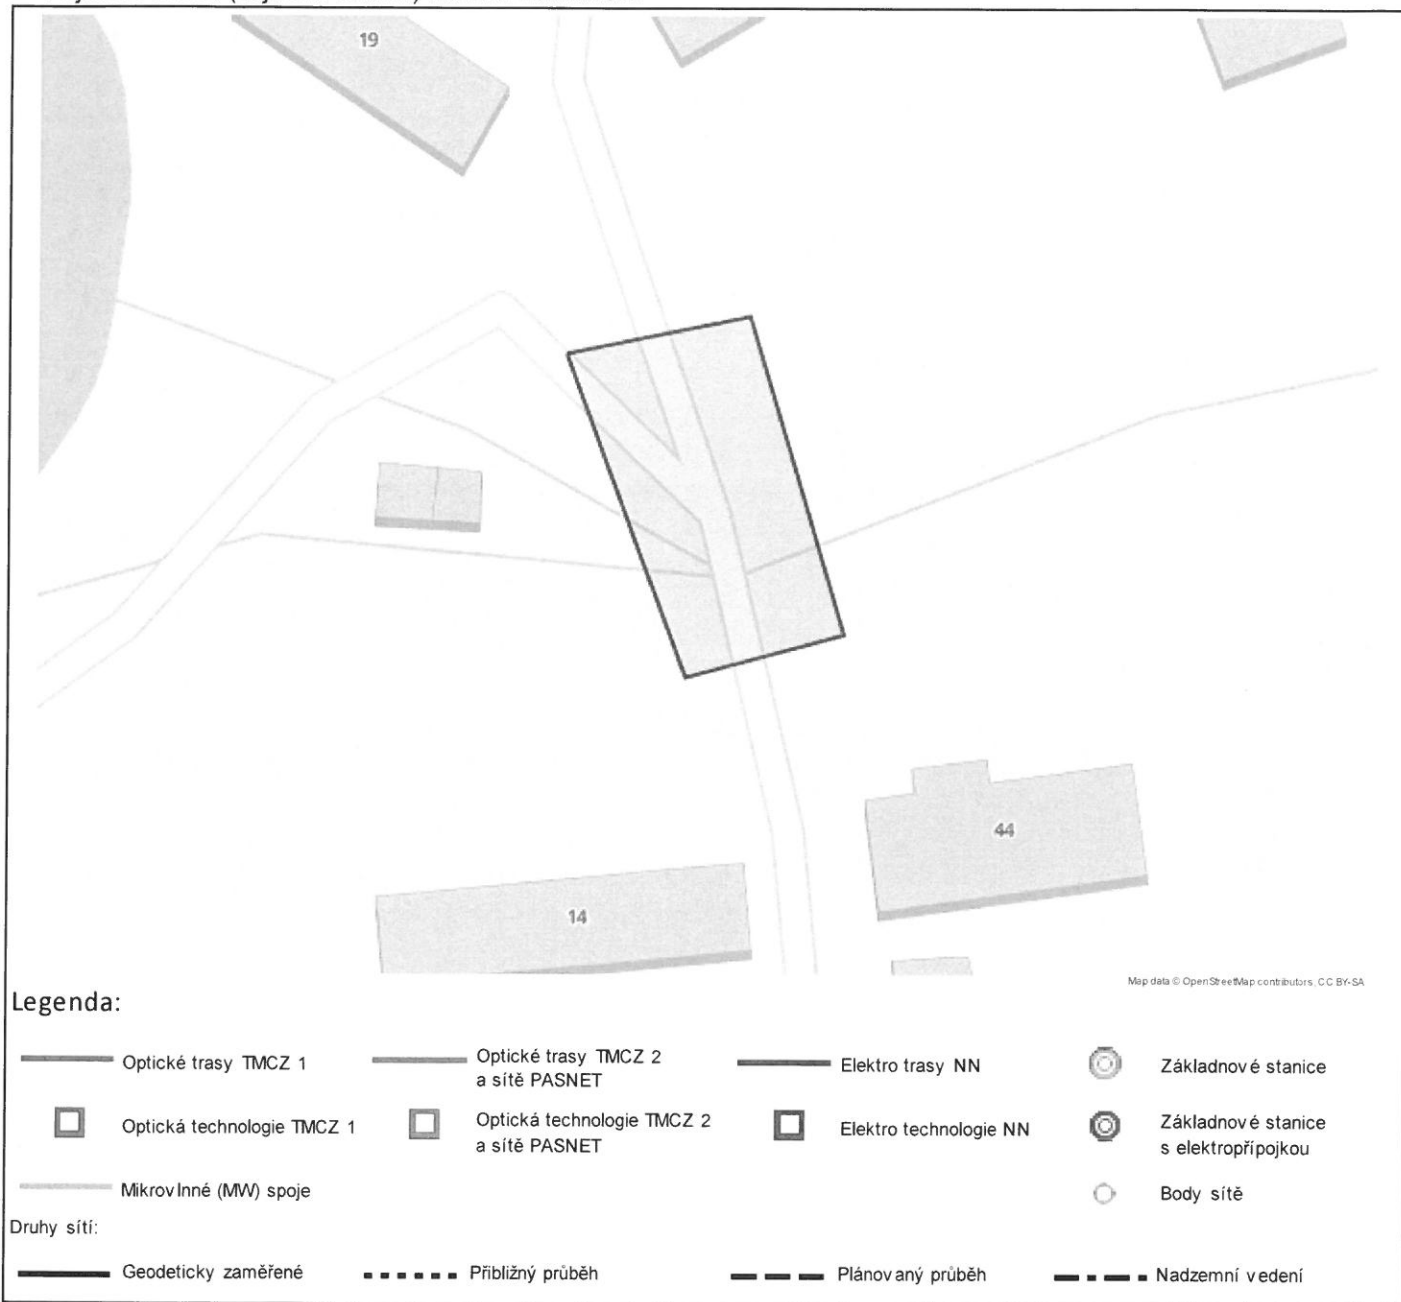 19
44
14
Map data © OpenStreetMap contributors, CC BY-SA
Legenda:
Optické trasy TMCZ 1
Optické trasy TMCZ 2
a sítě PASNET
Elektro trasy NN
Základnové stanice
Optická technologie TMCZ 1
Optická technologie TMCZ 2
a sítě PASNET
Elektro technologie NN
Základnové stanice
s elektropřípojkou
Mikrovlnné (MW) spoje
Body sítě
Druhy sítí:
Geodeticky zaměřené
Přibližný průběh
Plánovaný průběh
Nadzemní vedení